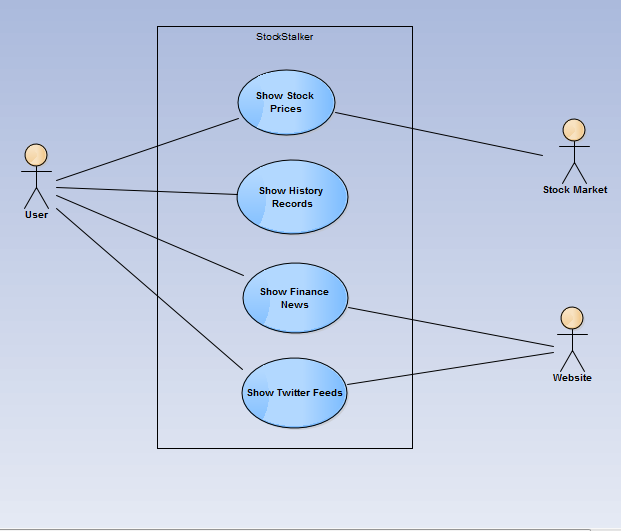 StockStalker
Show Stock
Prices
Stock Market
Show History
Records
User
Show Finance
News
Website
Show Twitter Feeds